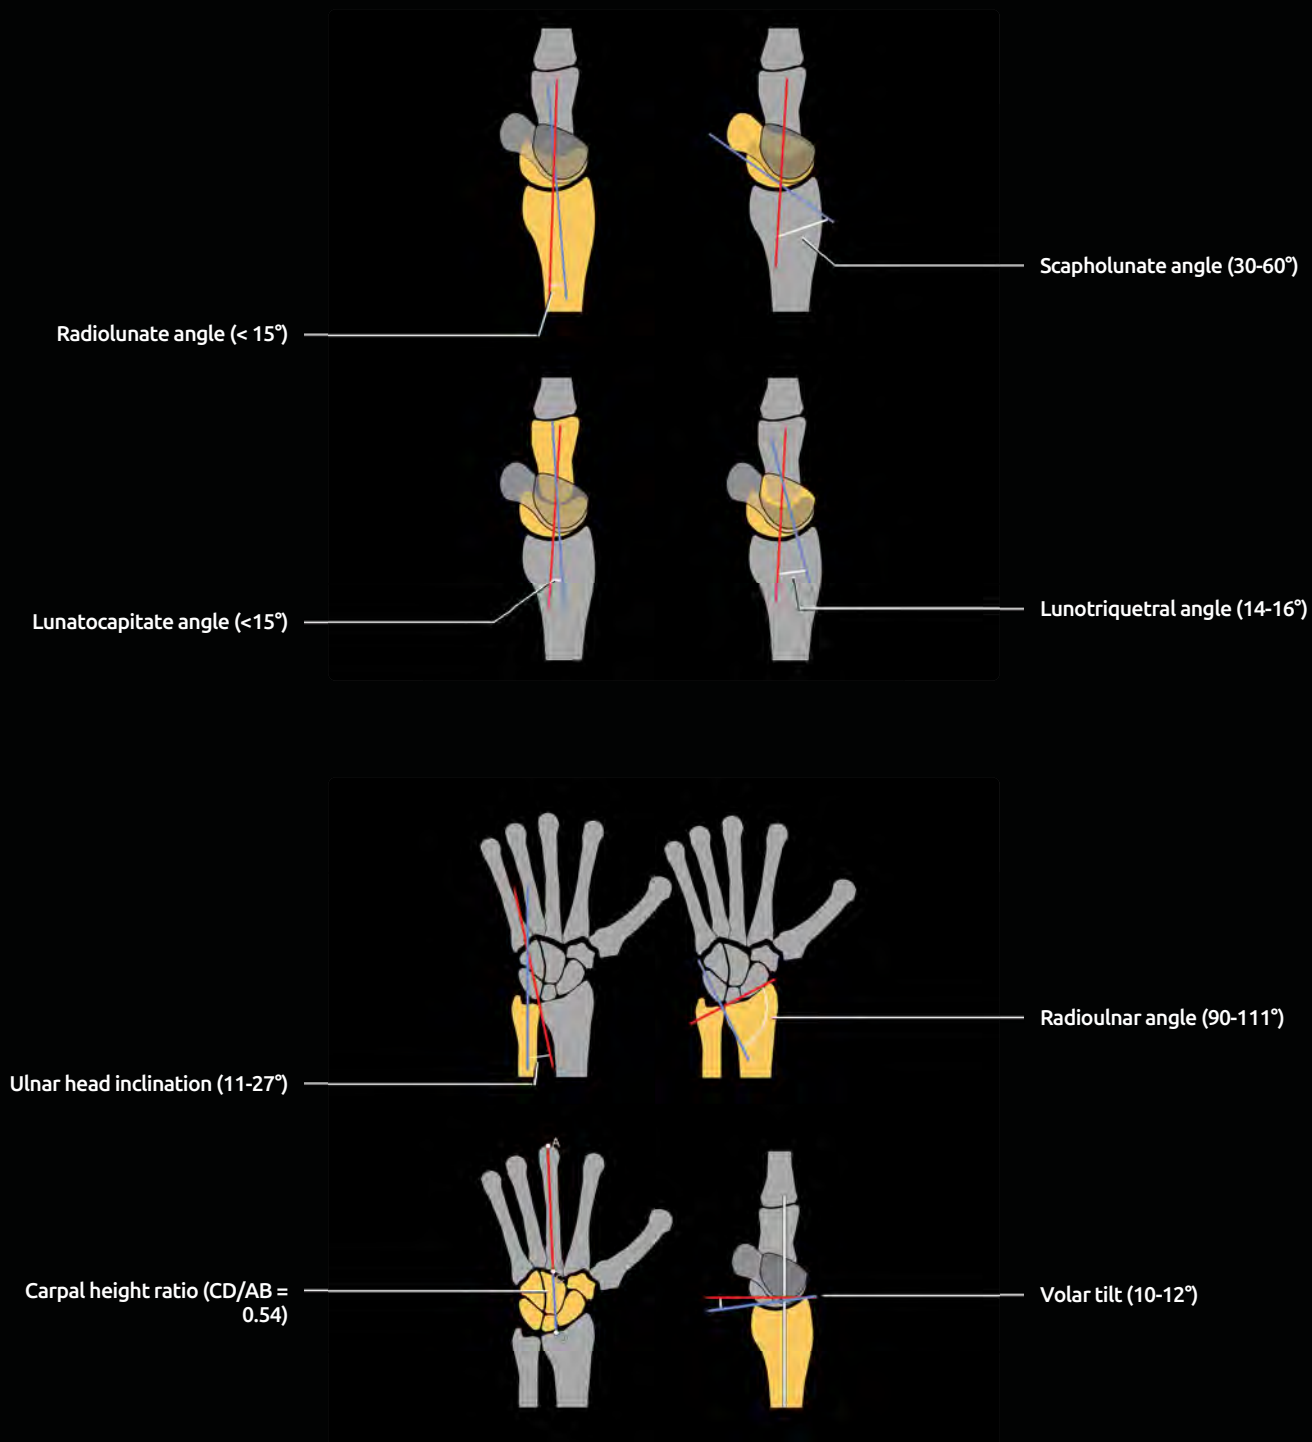 Scapholunate angle (30-60°)
Radiolunate angle (< 15°)
Lunotriquetral angle (14-16°)
Lunatocapitate angle (<15°)
Radioulnar angle (90-111°)
Ulnar head inclination (11-27°)
A
Carpal height ratio (CD/AB =
0.54)
Volar tilt (10-12°)